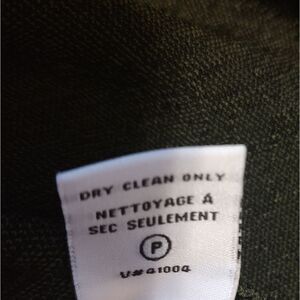 DRY CLEAN ONLY
NETTOYAGE À
SEC SEULEMENT
P
V#41004